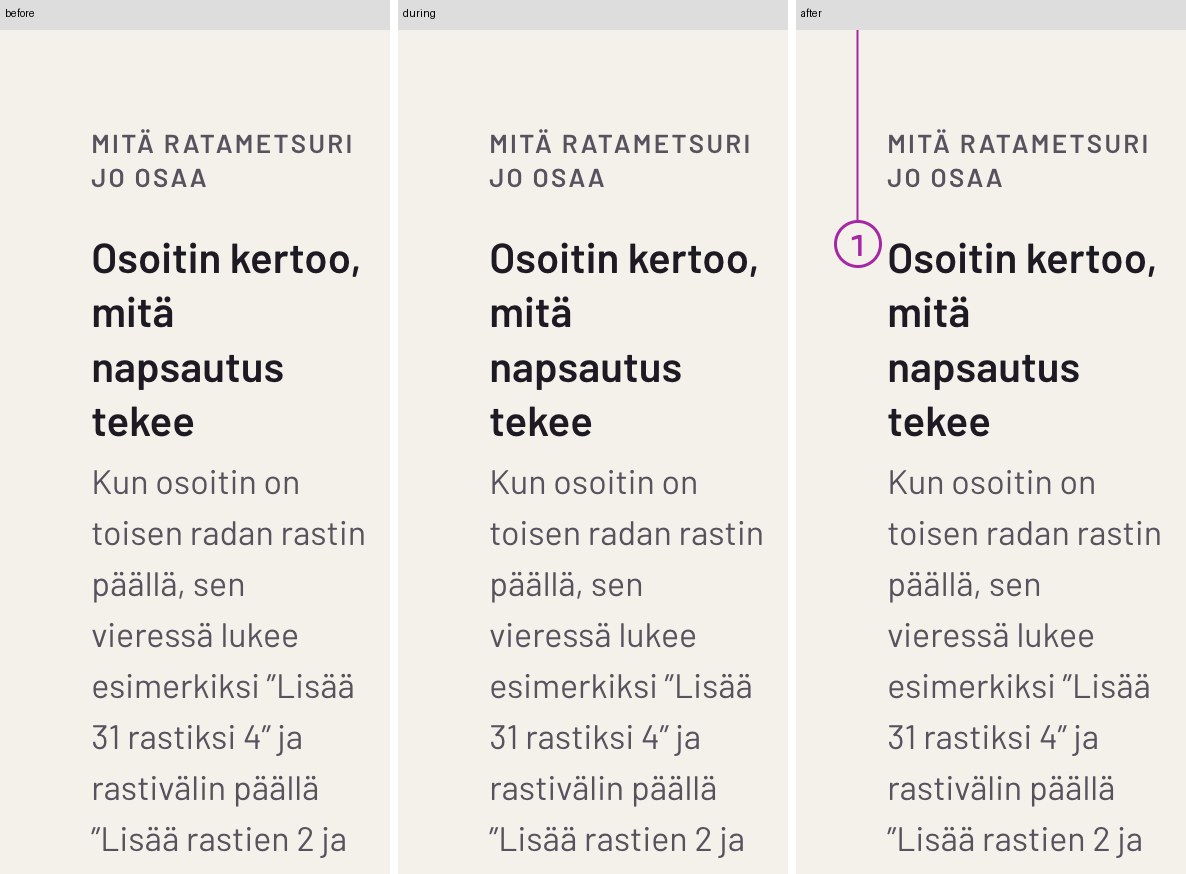 before
MITÄ RATAMETSURI
JO OSAA
Osoitin kertoo,
mitä
napsautus
tekee
Kun osoitin on
toisen radan rastin
päällä, sen
vieressä lukee
esimerkiksi ”Lisää
31 rastiksi 4” ja
rastivälin päällä
”Lisää rastien 2 ja
during
MITÄ RATAMETSURI
JO OSAA
Osoitin kertoo,
mitä
napsautus
tekee
Kun osoitin on
toisen radan rastin
päällä, sen
vieressä lukee
esimerkiksi ”Lisää
31 rastiksi 4” ja
rastivälin päällä
”Lisää rastien 2 ja
after
MITÄ RATAMETSURI
JO OSAA
1
Osoitin kertoo,
mitä
napsautus
tekee
Kun osoitin on
toisen radan rastin
päällä, sen
vieressä lukee
esimerkiksi ”Lisää
31 rastiksi 4” ja
rastivälin päällä
”Lisää rastien 2 ja